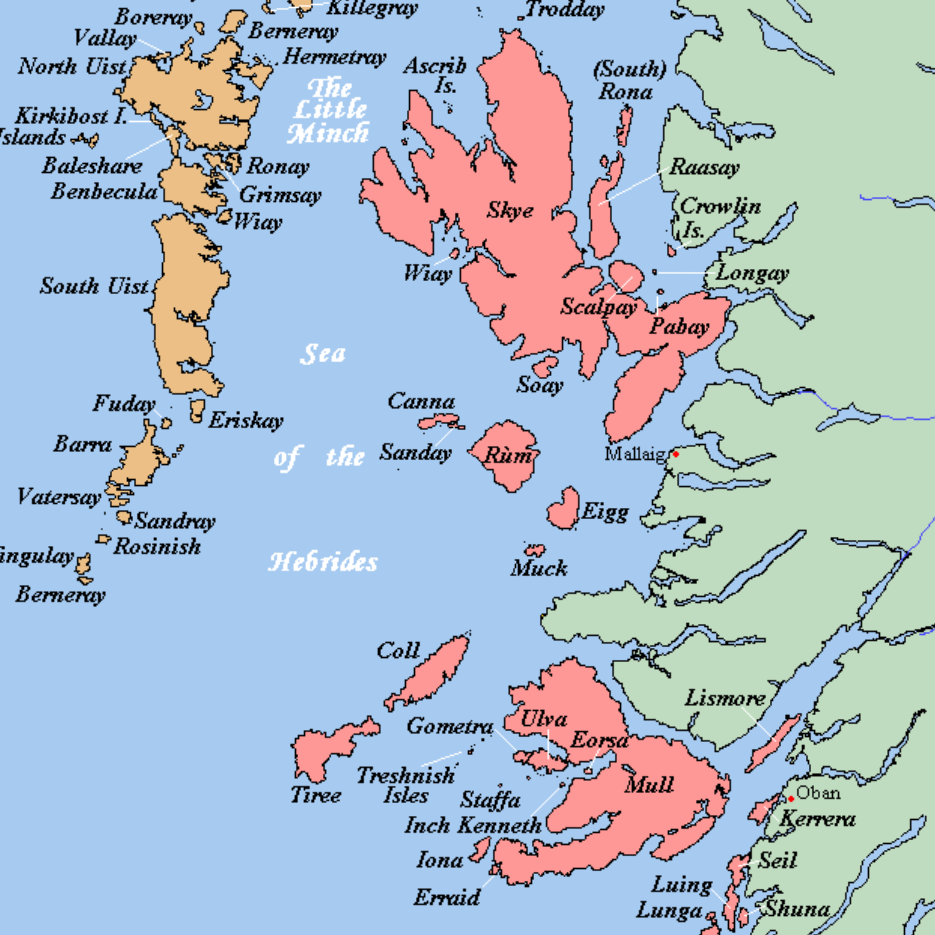 Killegray
Trodday
Boreray
Berneray
Vallay
Hermetray
North Uist
Ascrib
Is.
(South)
Rona
The
Little
Minch
Kirkibost I.
Islands
Baleshare
Ronay
Raasay
Benbecula
Grimsay
Wiay
Skye
Crowlin
Is.
Wiay
Longay
South Uist
Scalpay
Pabay
Sea
Soay
Fuday
Canna
Eriskay
Barra
of the
Sanday
Rùm
Mallaig
Vatersay
Eigg
Sandray
Rosinish
ingulay
Hebrides
Muck
Berneray
Coll
Lismore
Gometra
Ulva
Eorsa
Treshnish
Isles
Mull
Tiree
Staffa
Oban
Inch Kenneth
Kerrera
Iona
Seil
Erraid
Luing
Lunga
Shuna